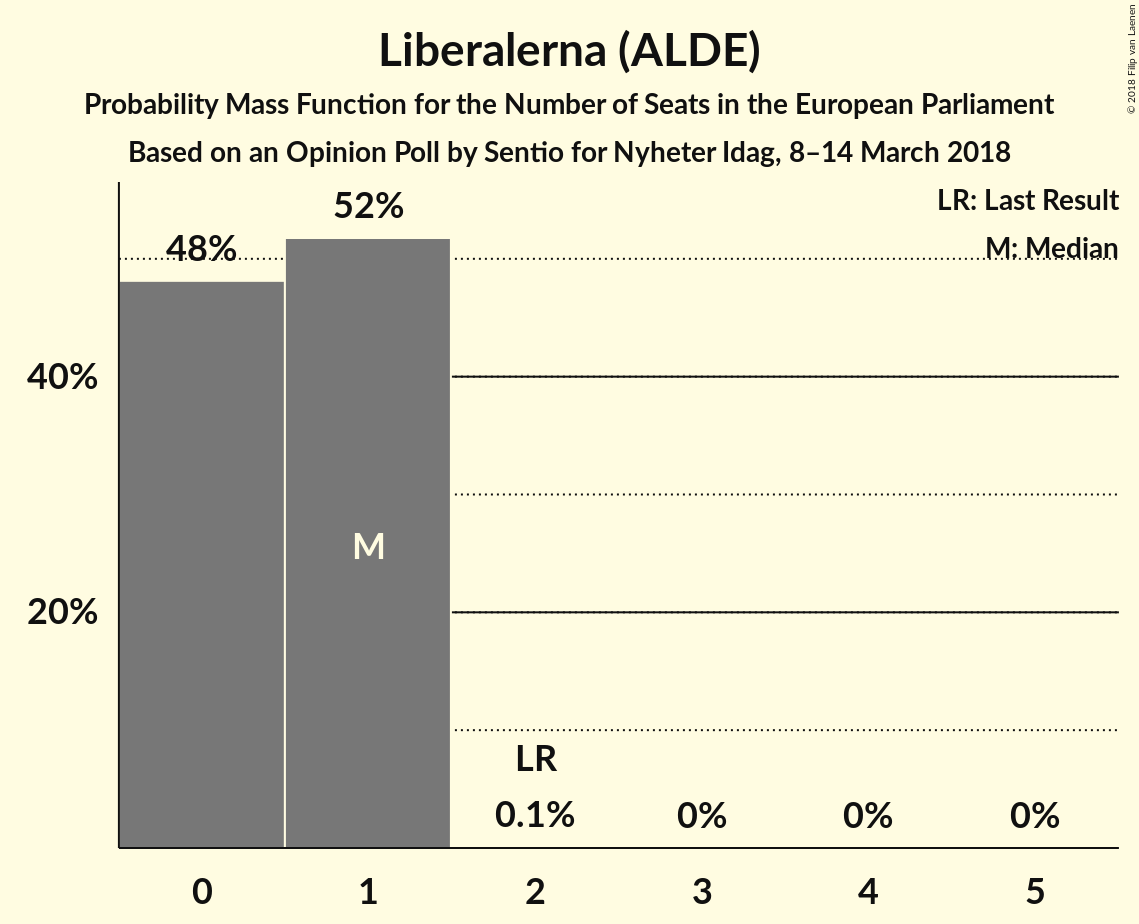 Liberalerna (ALDE)
Probability Mass Function for the Number of Seats in the European Parliament
Based on an Opinion Poll by Sentio for Nyheter Idag, 8–14 March 2018
© 2018 Filip van Laenen
LR: Last Result
M: Median
48%
52%
40%
20%
M
LR
0.1%
0%
0%
0%
0
1
2
3
4
5